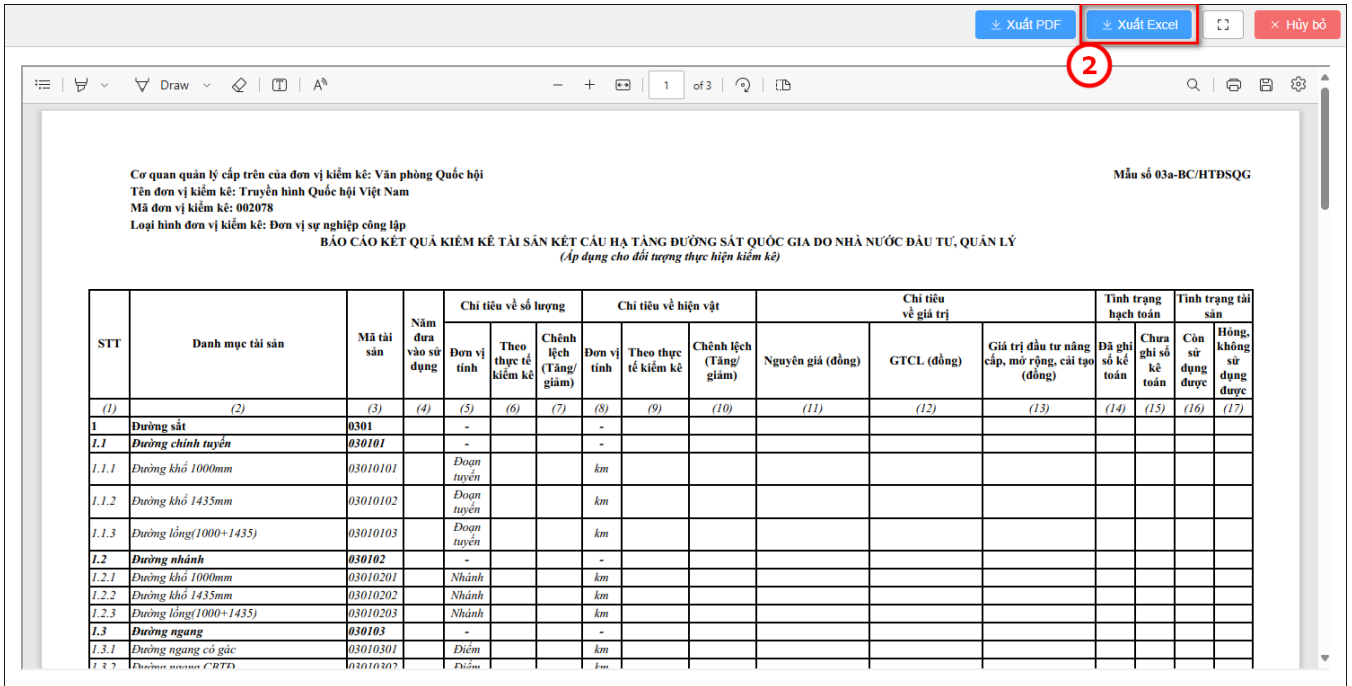 Xuất PDF Xuất Excel Hủy bỏ
2
Draw 1 of 3
Cơ quan quản lý cấp trên của đơn vị kiểm kê: Văn phòng Quốc hội Mẫu số 03a-BC/HTĐSQG
Tên đơn vị kiểm kê: Truyền hình Quốc hội Việt Nam
Mã đơn vị kiểm kê: 002078
Loại hình đơn vị kiểm kê: Đơn vị sự nghiệp công lập
BÁO CÁO KẾT QUẢ KIỂM KÊ TÀI SẢN KẾT CẤU HẠ TẦNG ĐƯỜNG SẮT QUỐC GIA DO NHÀ NƯỚC ĐẦU TƯ, QUẢN LÝ
(Áp dụng cho đối tượng thực hiện kiểm kê)
STT Danh mục tài sản Mã tài sản Năm đưa vào sử dụng Chỉ tiêu về số lượng Chỉ tiêu về hiện vật Chỉ tiêu về giá trị Tình trạng hạch toán Tình trạng tài sản
Đơn vị tính Theo thực tế kiểm kê Chênh lệch (Tăng/ giảm) Đơn vị tính Theo thực tế kiểm kê Chênh lệch (Tăng/ giảm) Nguyên giá (đồng) GTCL (đồng) Giá trị đầu tư nâng cấp, mở rộng, cải tạo (đồng) Đã ghi sổ kế toán Chưa ghi sổ kê toán Còn sử dụng được Hỏng, không sử dụng được
(1) (2) (3) (4) (5) (6) (7) (8) (9) (10) (11) (12) (13) (14) (15) (16) (17)
1 Đường sắt 0301 - -
1.1 Đường chính tuyến 030101 - -
1.1.1 Đường khổ 1000mm 03010101 Đoạn tuyến km
1.1.2 Đường khổ 1435mm 03010102 Đoạn tuyến km
1.1.3 Đường lồng(1000+1435) 03010103 Đoạn tuyến km
1.2 Đường nhánh 030102 - -
1.2.1 Đường khổ 1000mm 03010201 Nhánh km
1.2.2 Đường khổ 1435mm 03010202 Nhánh km
1.2.3 Đường lồng(1000+1435) 03010203 Nhánh km
1.3 Đường ngang 030103 - -
1.3.1 Đường ngang có gác 03010301 Điểm km
1.3.2 Đường ngang CBTĐ 03010302 Điểm km